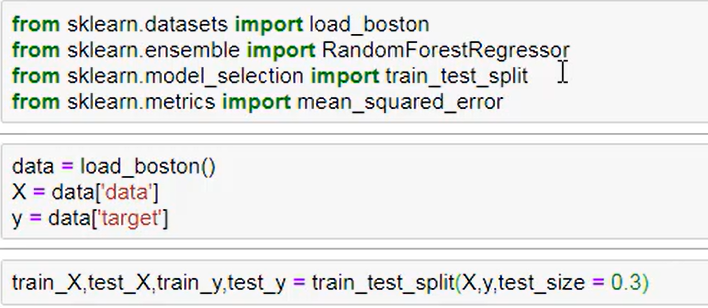 from sklearn.datasets import load_boston
from sklearn.ensemble import RandomForestRegressor
from sklearn.model_selection import train_test_split
from sklearn.metrics import mean_squared_error
data = load_boston()
X = data['data']
y = data['target']
train_X,test_X,train_y,test_y = train_test_split(X,y,test_size = 0.3)